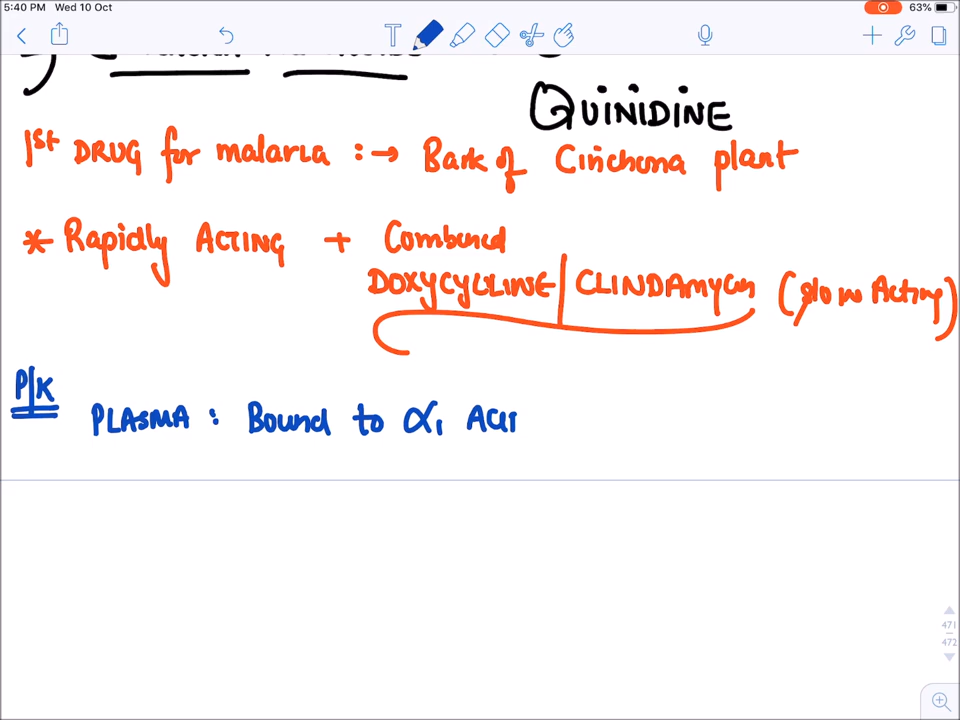 5:40 PM Wed 10 Oct 63%
QUINIDINE
1st DRUG for malaria :→ Bark of Cinchona plant
* Rapidly ACTING + Combined
DOXYCYCLINE | CLINDAMYCIN (slow Acting)
P|K
PLASMA : Bound to α1 ACI
471
472